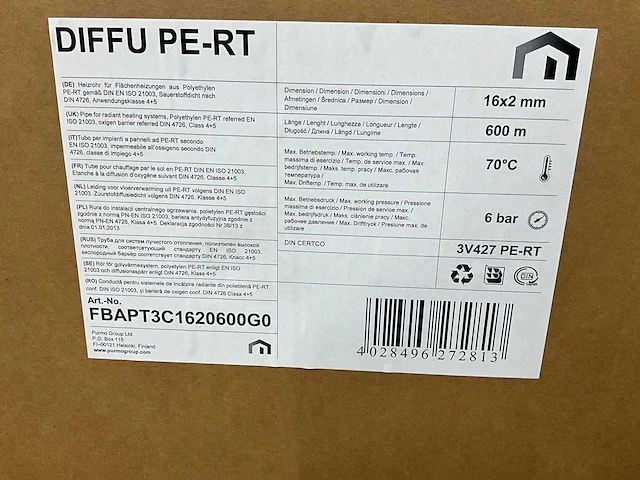 DIFFU PE-RT
(DE) Heizrohr für Flächenheizungen aus Polyethylen
PE-RT gemäß DIN EN ISO 21003, Sauerstoffdicht nach
DIN 4726, Anwendungsklasse 4+5
(UK) Pipe for radiant heating systems, Polyethylen PE-RT referred EN
ISO 21003, oxigen barrier referred DIN 4726, Class 4+5
(IT)Tubo per impianti a pannelli ad PE-RT secondo
EN ISO 21003, impermeabile all'ossigeno secondo DIN
4726, classe di impiego 4+5
(FR) Tube pour chauffage par le sol en PE-RT DIN EN ISO 21003.
Etanche à la diffusion d'oxygène suivant DIN 4726. Classe 4+5
(NL) Leiding voor vloerverwarming uit PE-RT volgens DIN EN ISO
21003. Zuurstofdiffusiedicht volgens DIN 4726, Klasse 4+5
(PL) Rura do instalacji centralnego ogrzewania, polietylen PE-RT gęstości
zgodnie z normą PN-EN ISO 21003, bariera antydyfuzyjna zgodnie z
normą PN-EN 4726, Klasa 4+5. Deklaracja zgodności Nr 38/13 z
dnia 01.01.2013
(RUS) Труба для систем лучистого отопления, полиэтилен высокой
плотности, соответствующий стандарту EN ISO 21003,
кислородный барьер соответствует стандарту DIN 4726, Класс 4+5
(SE) Rör för golvvärmesystem, polyetylen PE-RT enligt EN ISO
21003 och diffusionsspärr enligt DIN 4726, Klass 4+5
(RO) Conductă pentru sistemele de încălzire radiante din polietilenă PE-RT
conf. DIN ISO 21003, și barieră de oxigen conf. DIN 4726 Clasa 4+5
Art.-No.
FBAPT3C1620600G0
Purmo Group Ltd.
P.O. Box 115
FI-00121 Helsinki, Finland
www.purmogroup.com
Dimension / Dimension / Dimensioni / Dimensions /
Afmetingen / Średnica / Размер / Dimension /
Dimensiune
16x2 mm
Länge / Lenght / Lunghezza / Longueur / Lengte /
Długość / Длина / Längd / Lungime
600 m
Max. Betriebstemp. / Max. working temp. / Temp.
massima di esercizio / Temp. de service max. / Max.
bedrijfstemp. / Maks. temp. pracy / Макс. рабочая
температура /
Max. Drifttemp. / Temp. max. de utilizare
70°C
Max. Betriebsdruck / Max. working pressure / Pressione
massima di esercizio / Pression de service max. /
Max. bedrijfsdruk / Maks. ciśnienie pracy / Макс.
рабочее давление / Max. Drifttryck / Presiune max. de
utilizare
6 bar
DIN CERTCO
3V427 PE-RT
DIN
4 028496 272813